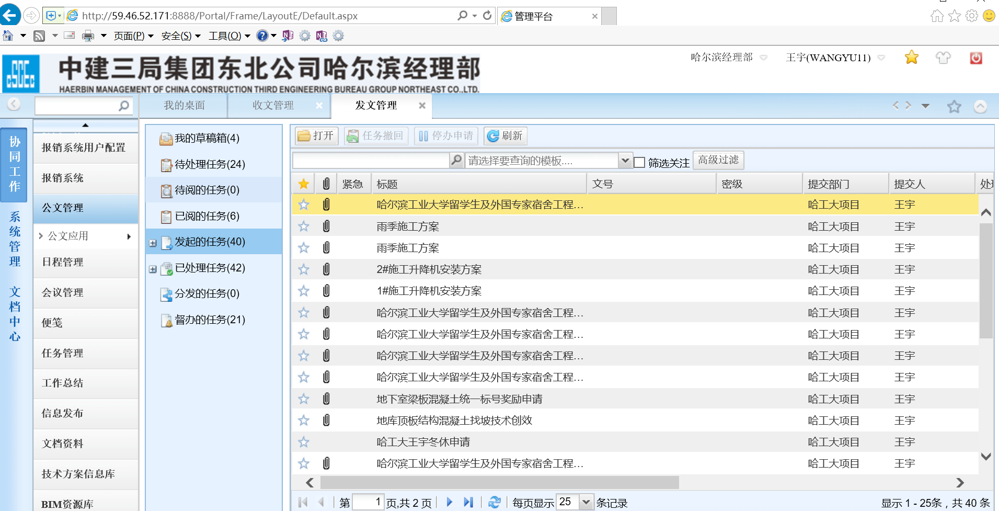 http://59.46.52.171:8888/Portal/Frame/LayoutE/Default.aspx
管理平台
页面(P) 安全(S) 工具(O)
中建三局集团东北公司哈尔滨经理部
HAERBIN MANAGEMENT OF CHINA CONSTRUCTION THIRD ENGINEERING BUREAU GROUP NORTHEAST CO.,LTD.
哈尔滨经理部 王宇(WANGYU11)
我的桌面 收文管理 发文管理
协同工作
系统管理
文档中心
报销系统用户配置
报销系统
公文管理
公文应用
日程管理
会议管理
便笺
任务管理
工作总结
信息发布
文档资料
技术方案信息库
BIM资源库
我的草稿箱(4)
待处理任务(24)
待阅的任务(0)
已阅的任务(6)
发起的任务(40)
已处理任务(42)
分发的任务(0)
督办的任务(21)
打开 任务撤回 停办申请 刷新
请选择要查询的模板.... 筛选关注 高级过滤
紧急 标题 文号 密级 提交部门 提交人 处理
哈尔滨工业大学留学生及外国专家宿舍工程... 哈工大项目 王宇
雨季施工方案 哈工大项目 王宇
雨季施工方案 哈工大项目 王宇
2#施工升降机安装方案 哈工大项目 王宇
1#施工升降机安装方案 哈工大项目 王宇
哈尔滨工业大学留学生及外国专家宿舍工程... 哈工大项目 王宇
哈尔滨工业大学留学生及外国专家宿舍工程... 哈工大项目 王宇
哈尔滨工业大学留学生及外国专家宿舍工程... 哈工大项目 王宇
哈尔滨工业大学留学生及外国专家宿舍工程... 哈工大项目 王宇
地下室梁板混凝土统一标号奖励申请 哈工大项目 王宇
地库顶板结构混凝土找坡技术创效 哈工大项目 王宇
哈工大王宇冬休申请 哈工大项目 王宇
哈尔滨工业大学留学生及外国专家宿舍工程... 哈工大项目 王宇
第 1 页,共 2 页 每页显示 25 条记录 显示 1 - 25条，共 40 条